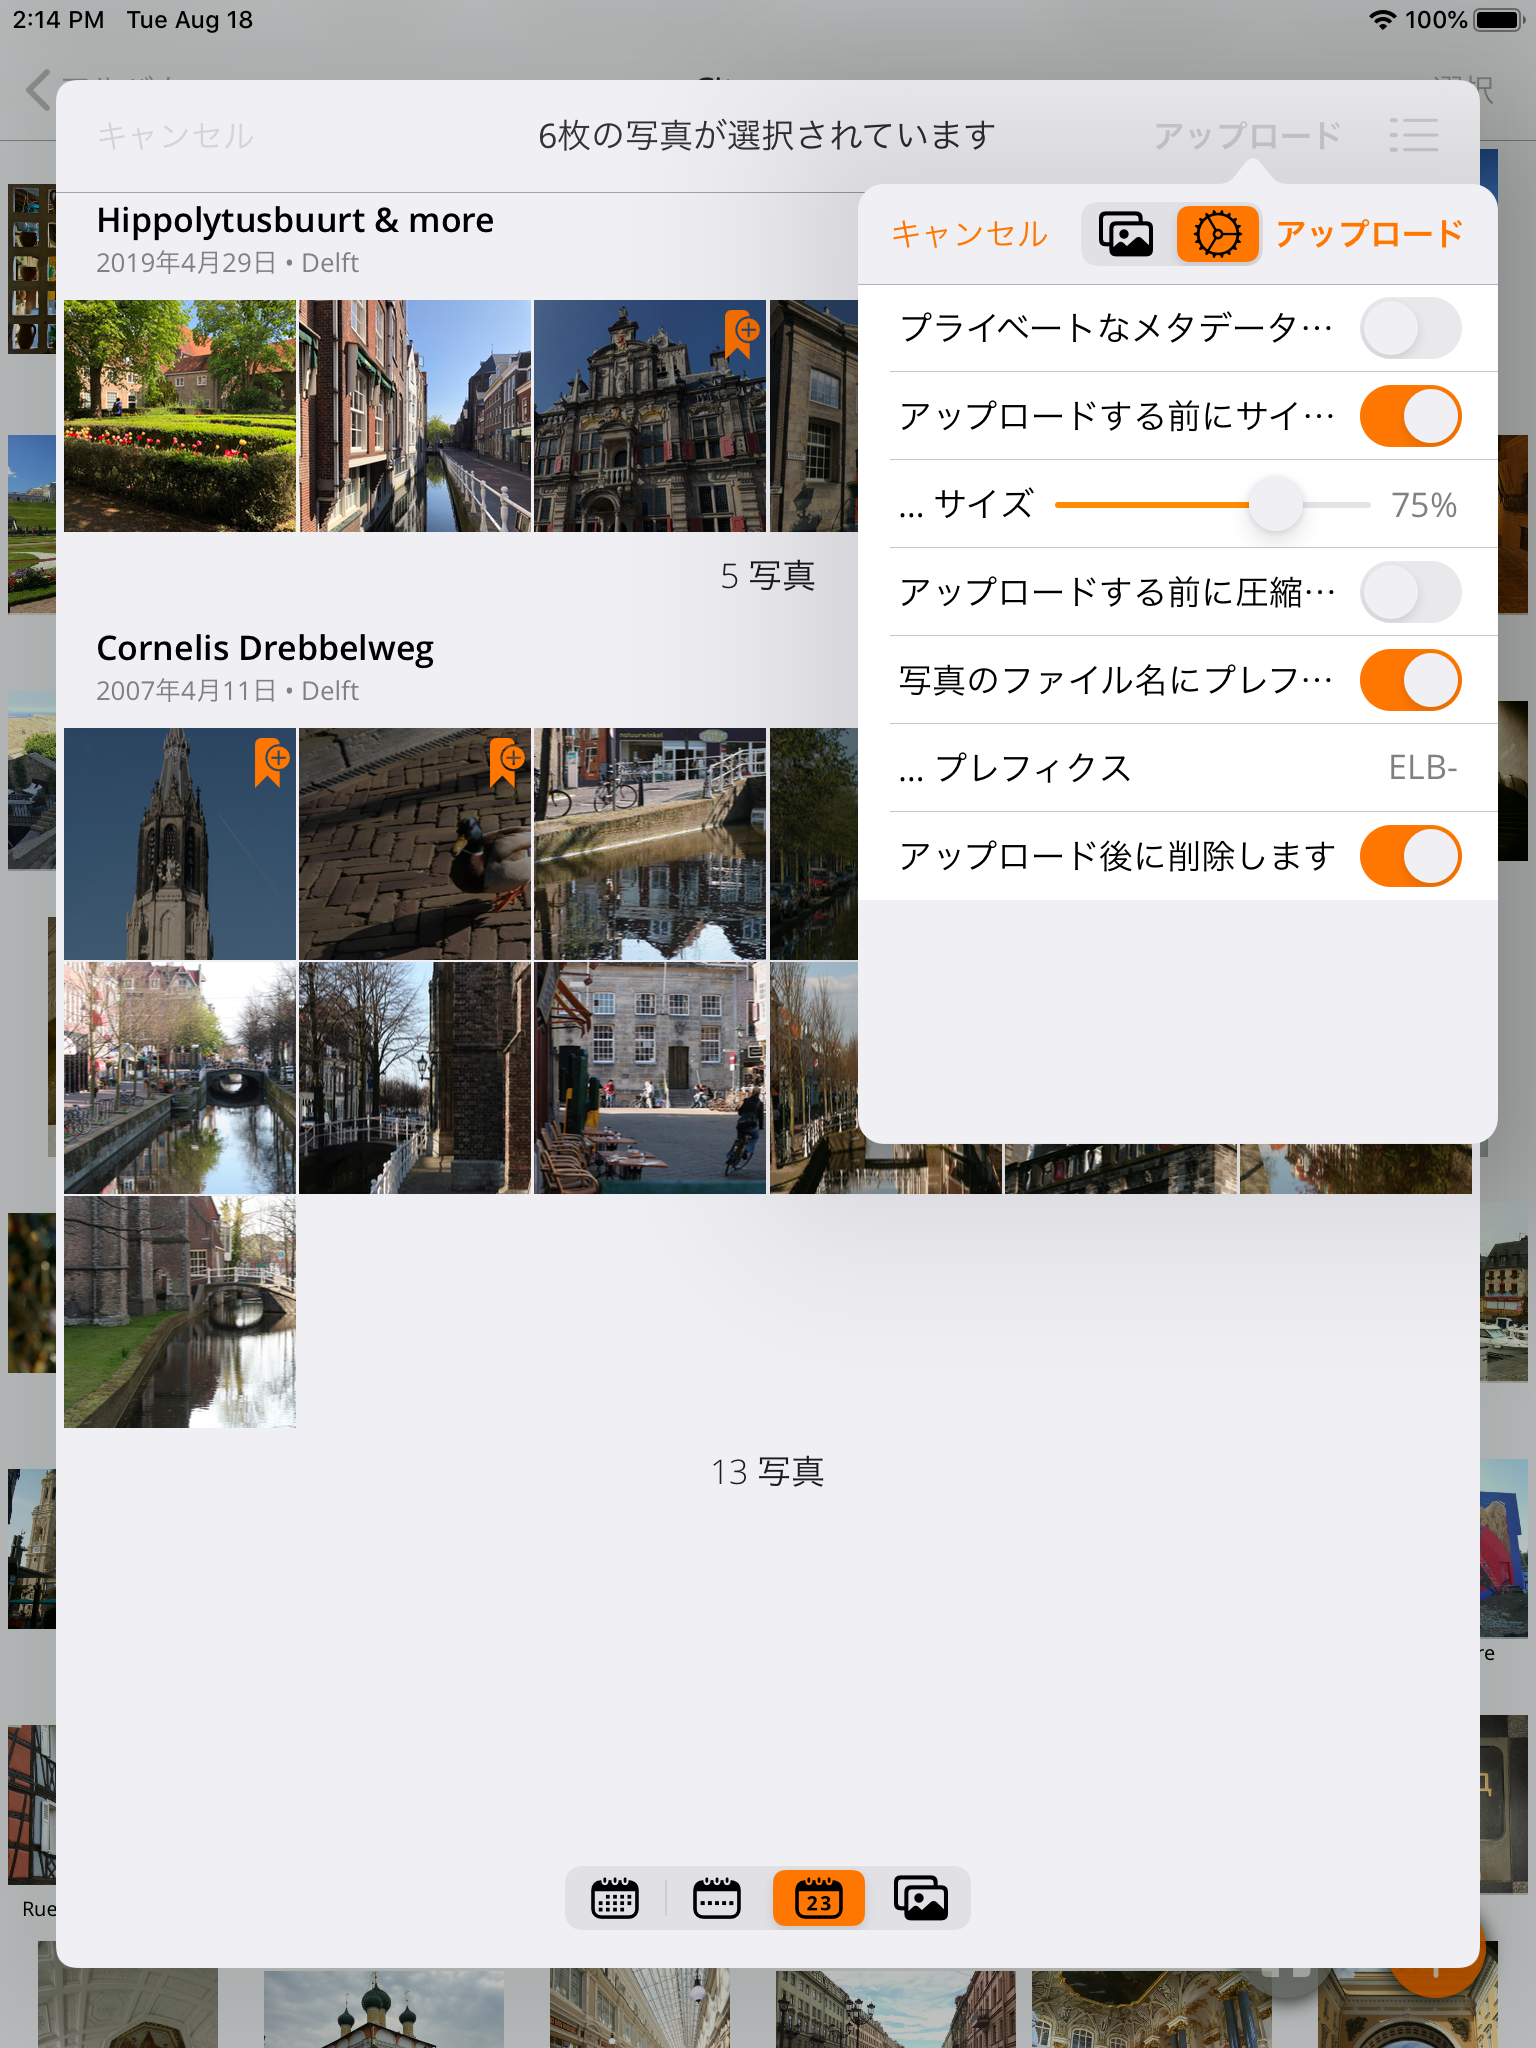 2:14 PM Tue Aug 18
100%
キャンセル
6枚の写真が選択されています
アップロード
Hippolytusbuurt & more
2019年4月29日 • Delft
キャンセル
アップロード
プライベートなメタデータ…
アップロードする前にサイ…
... サイズ
75%
アップロードする前に圧縮…
写真のファイル名にプレフ…
... プレフィクス
ELB-
アップロード後に削除します
5 写真
Cornelis Drebbelweg
2007年4月11日 • Delft
13 写真
Rue
23